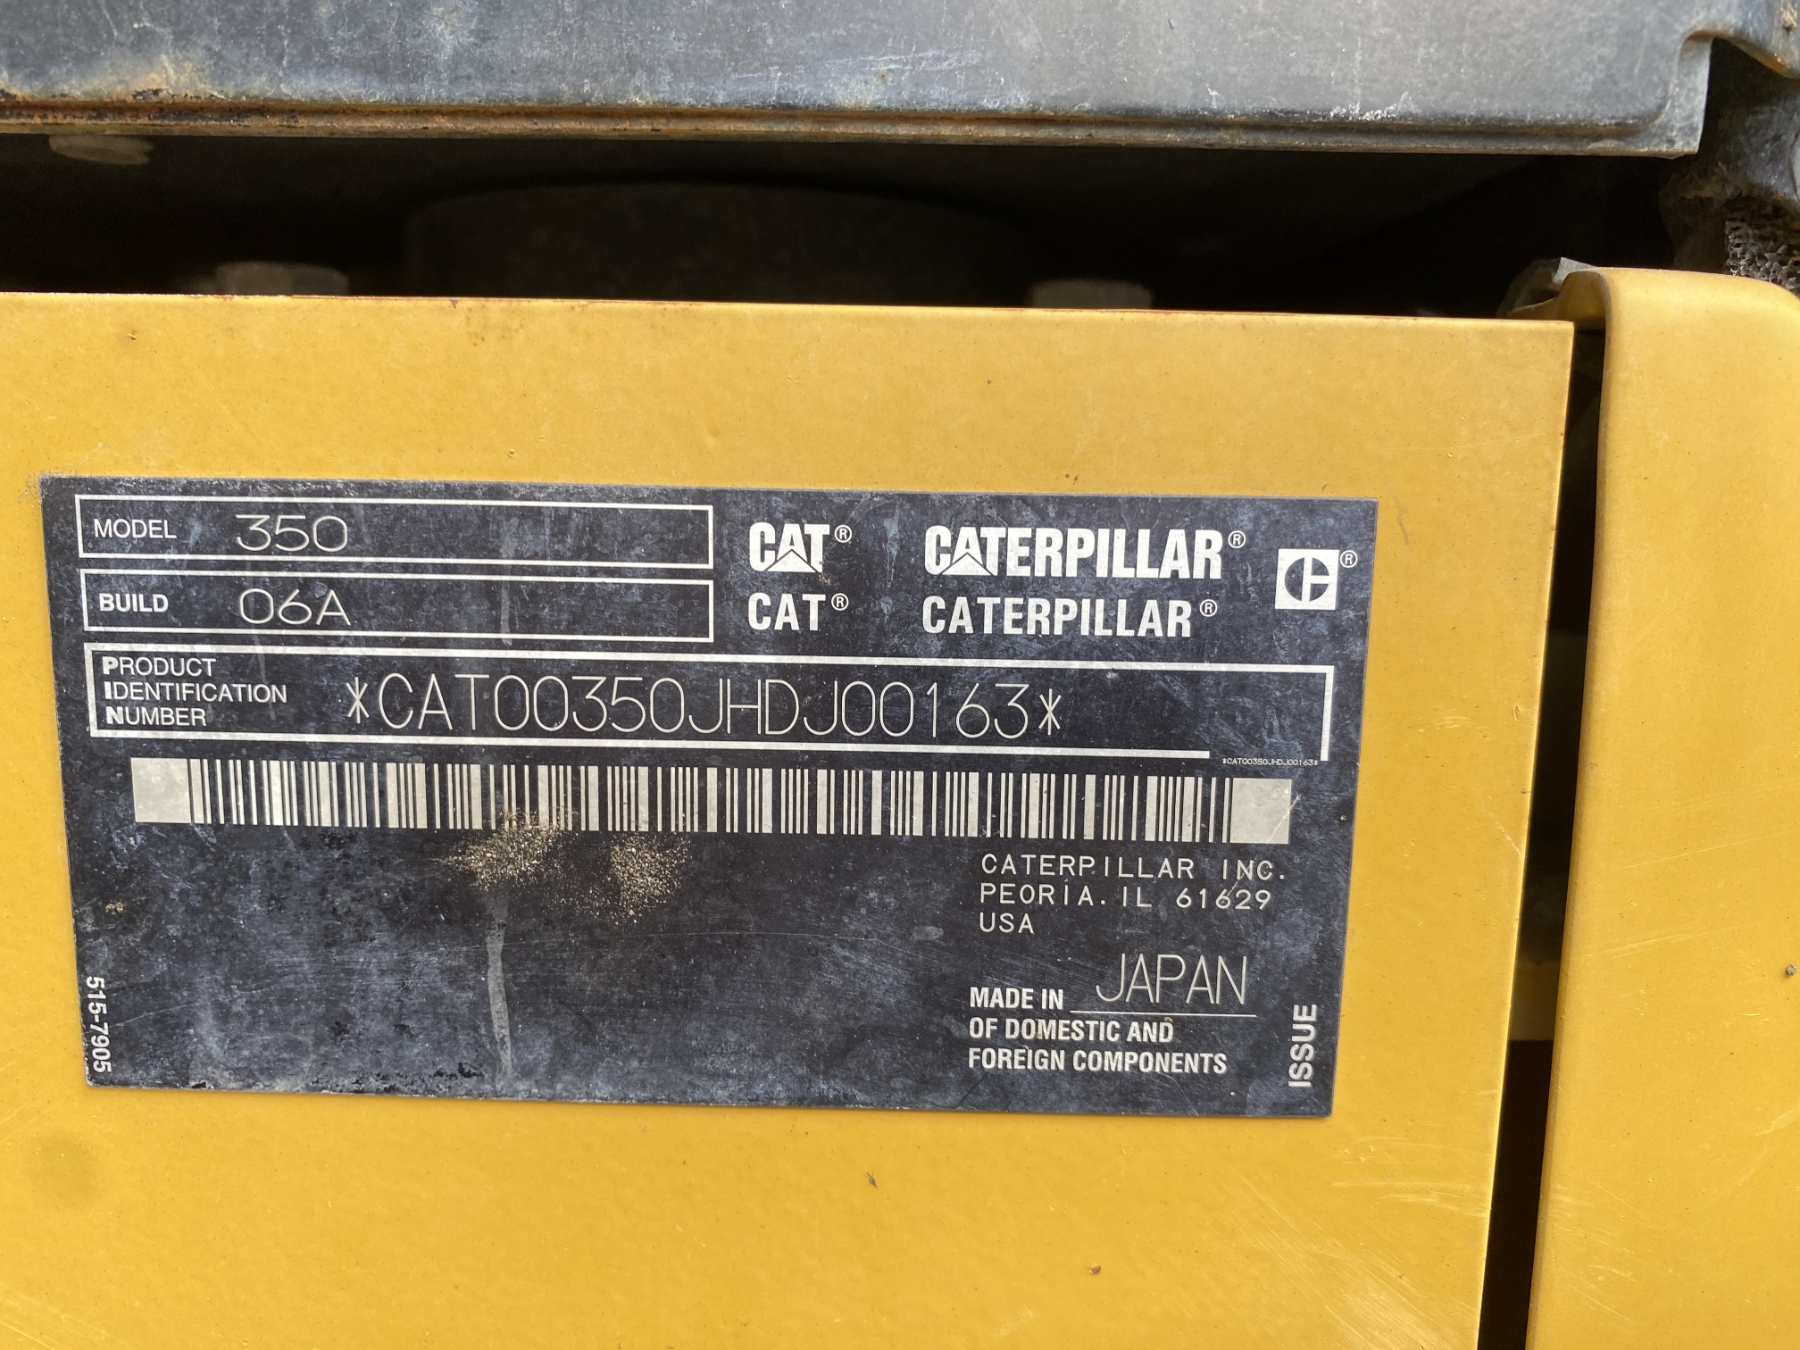 MODEL 350
BUILD 06A
CAT® CATERPILLAR® ®
CAT® CATERPILLAR®
PRODUCT
IDENTIFICATION
NUMBER
*CAT00350JHDJ00163*
*CAT00350JHDJ00163*
CATERPILLAR INC.
PEORIA. IL 61629
USA
MADE IN JAPAN
OF DOMESTIC AND
FOREIGN COMPONENTS
515-7905
ISSUE